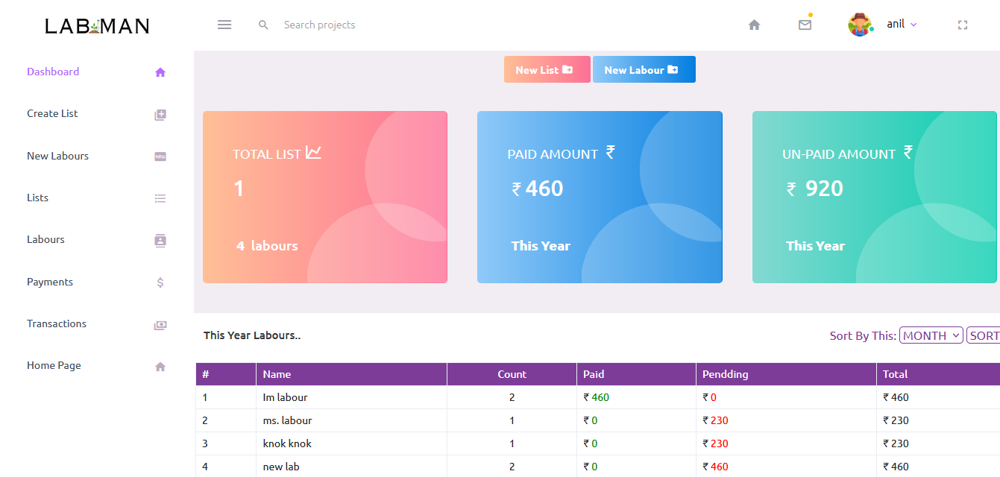 LAB MAN
Search projects
anil
Dashboard
Create List
New Labours
NEW
Lists
Labours
Payments
Transactions
Home Page
New List
New Labour
TOTAL LIST
1
4 labours
PAID AMOUNT ₹
₹ 460
This Year
UN-PAID AMOUNT ₹
₹ 920
This Year
This Year Labours..
Sort By This: MONTH SORT
# Name Count Paid Pendding Total
1 Im labour 2 ₹ 460 ₹ 0 ₹ 460
2 ms. labour 1 ₹ 0 ₹ 230 ₹ 230
3 knok knok 1 ₹ 0 ₹ 230 ₹ 230
4 new lab 2 ₹ 0 ₹ 460 ₹ 460